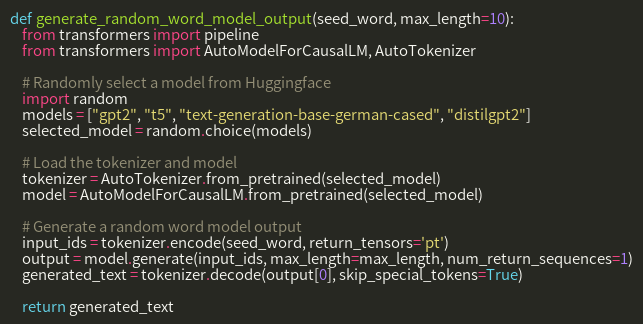 def generate_random_word_model_output(seed_word, max_length=10):
    from transformers import pipeline
    from transformers import AutoModelForCausalLM, AutoTokenizer

    # Randomly select a model from Huggingface
    import random
    models = ["gpt2", "t5", "text-generation-base-german-cased", "distilgpt2"]
    selected_model = random.choice(models)

    # Load the tokenizer and model
    tokenizer = AutoTokenizer.from_pretrained(selected_model)
    model = AutoModelForCausalLM.from_pretrained(selected_model)

    # Generate a random word model output
    input_ids = tokenizer.encode(seed_word, return_tensors='pt')
    output = model.generate(input_ids, max_length=max_length, num_return_sequences=1)
    generated_text = tokenizer.decode(output[0], skip_special_tokens=True)

    return generated_text